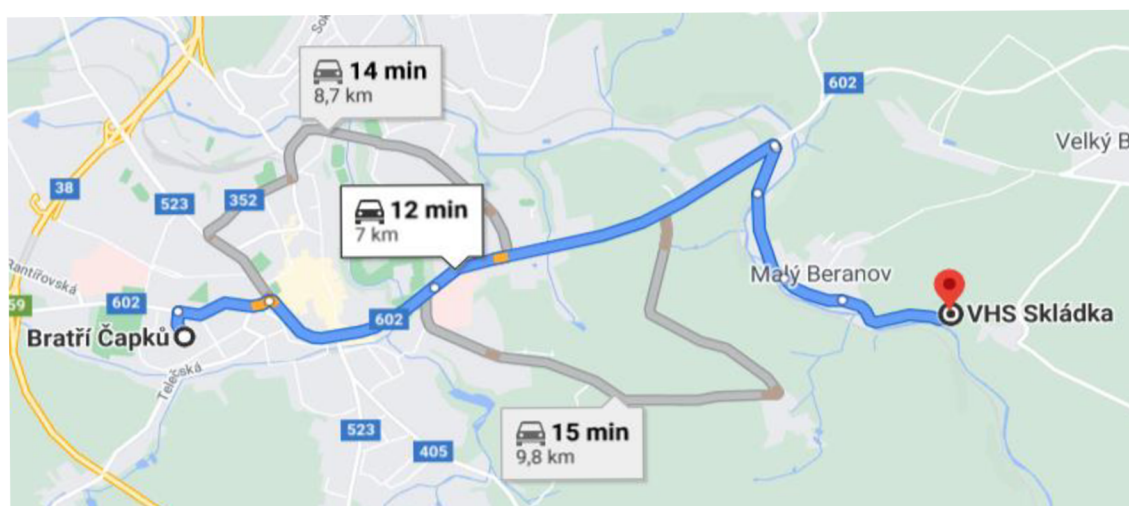 Sok
14 min
8,7 km
602
Velký B
38
523
352
12 min
7 km
Rantířovská
Malý Beranov
59
602
602
VHS Skládka
Bratří Čapků
Telečská
15 min
9,8 km
523
405